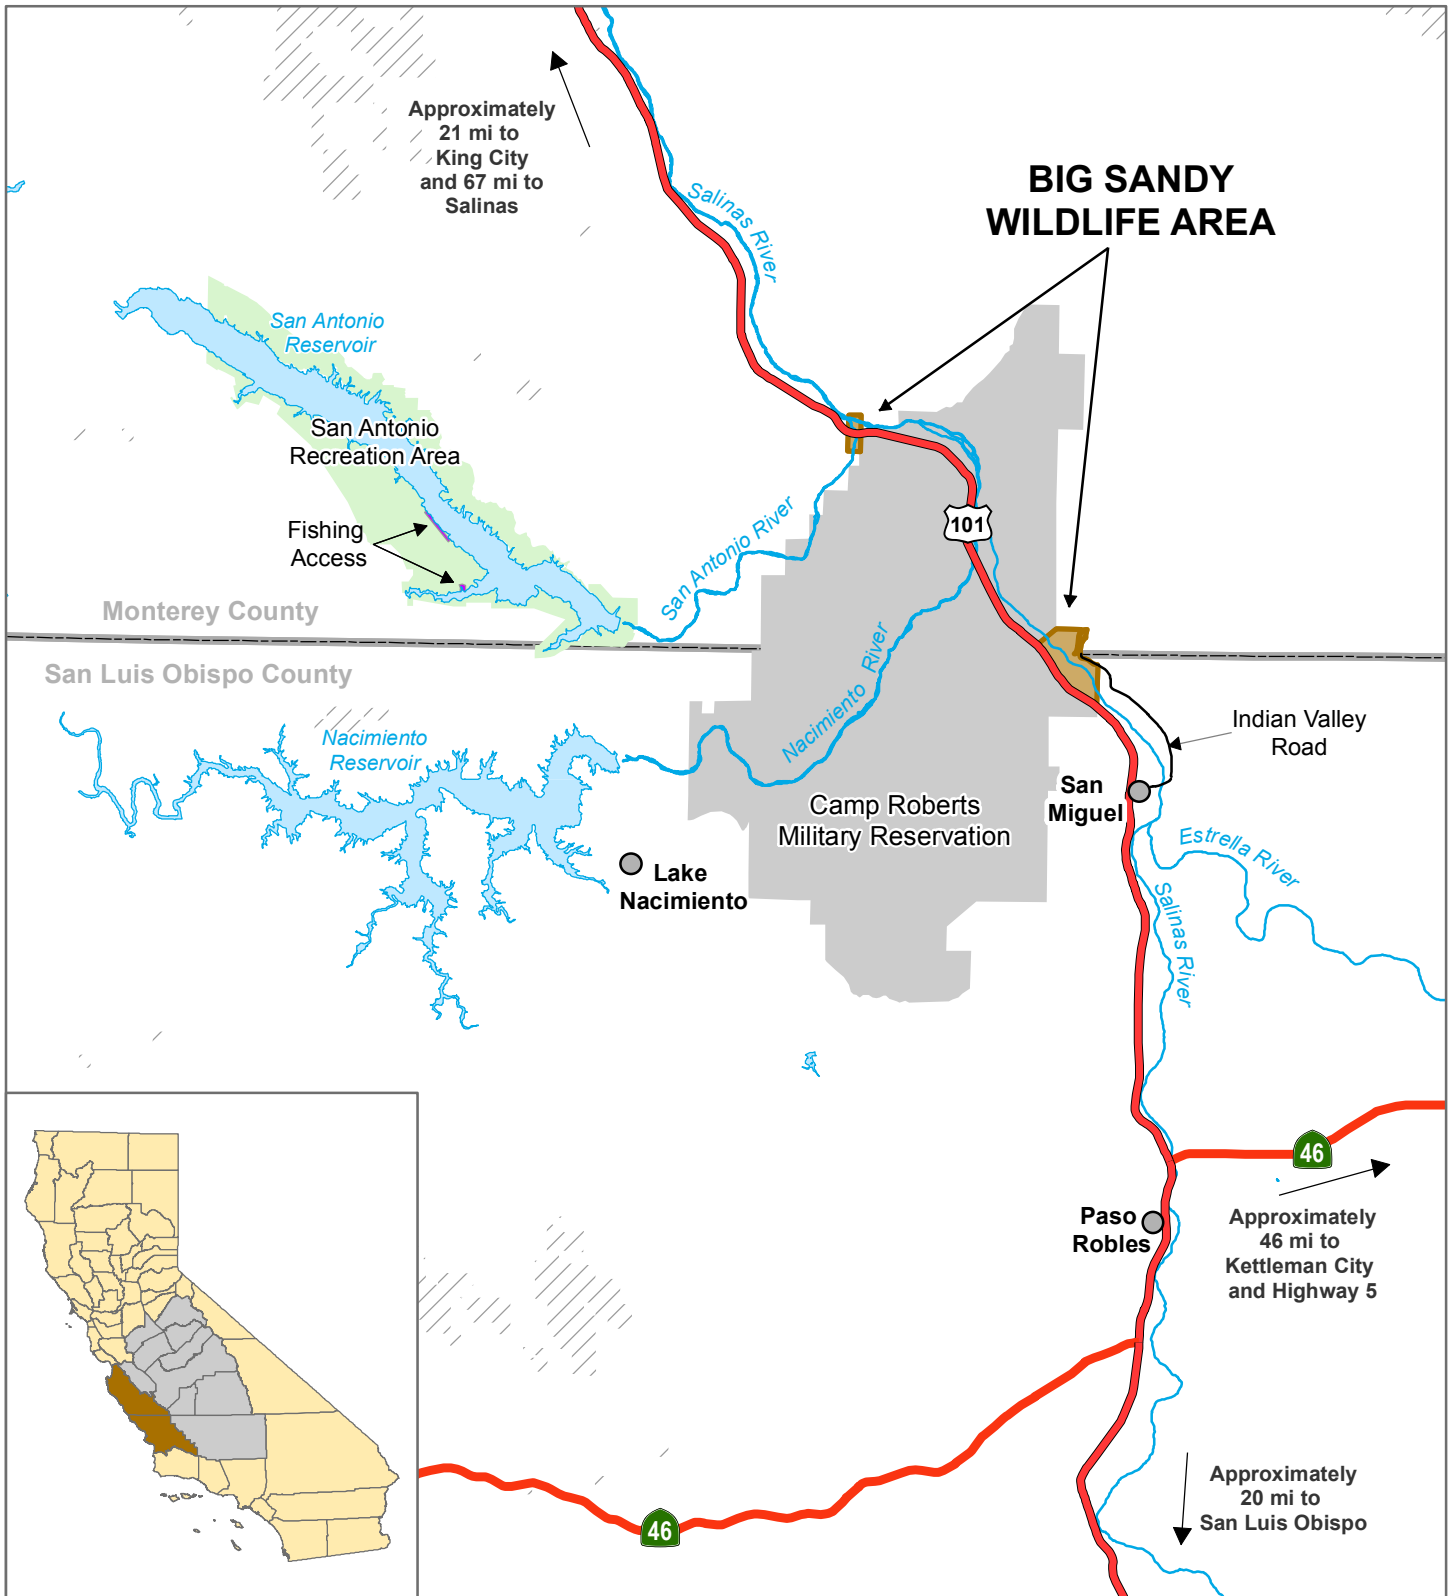 Approximately
21 mi to
King City
and 67 mi to
Salinas
Salinas River
BIG SANDY
WILDLIFE AREA
San Antonio
Reservoir
San Antonio
Recreation Area
Fishing
Access
San Antonio River
101
Monterey County
San Luis Obispo County
Nacimiento River
Nacimiento
Reservoir
Indian Valley
Road
San
Miguel
Camp Roberts
Military Reservation
Estrella River
Lake
Nacimiento
Salinas River
46
Paso
Robles
Approximately
46 mi to
Kettleman City
and Highway 5
Approximately
20 mi to
San Luis Obispo
46